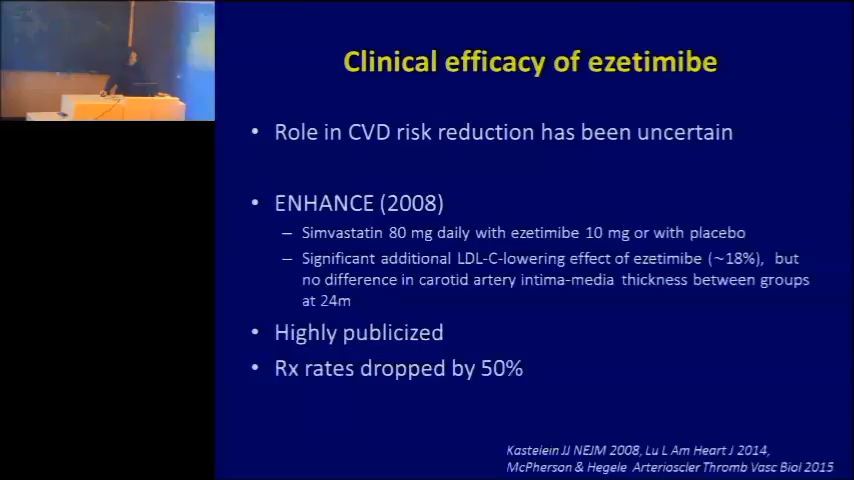 Clinical efficacy of ezetimibe
• Role in CVD risk reduction has been uncertain
• ENHANCE (2008)
– Simvastatin 80 mg daily with ezetimibe 10 mg or with placebo
– Significant additional LDL-C-lowering effect of ezetimibe (~18%), but
no difference in carotid artery intima-media thickness between groups
at 24m
• Highly publicized
• Rx rates dropped by 50%
Kastelein JJ NEJM 2008, Lu L Am Heart J 2014,
McPherson & Hegele Arterioscler Thromb Vasc Biol 2015